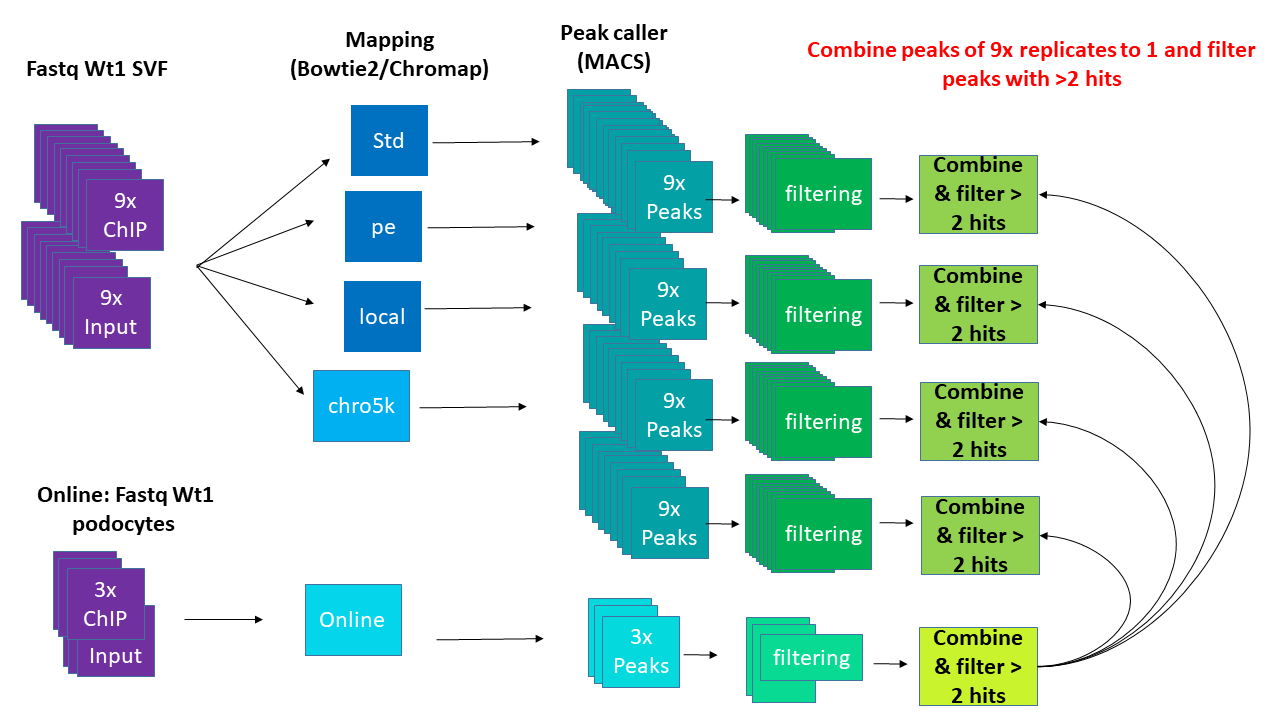 Fastq Wt1 SVF
Mapping
(Bowtie2/Chromap)
Peak caller
(MACS)
Combine peaks of 9x replicates to 1 and filter
peaks with >2 hits
9x
ChIP
9x
Input
Std
pe
local
chro5k
9x
Peaks
filtering
Combine
& filter >
2 hits
9x
Peaks
filtering
Combine
& filter >
2 hits
9x
Peaks
filtering
Combine
& filter >
2 hits
9x
Peaks
filtering
Combine
& filter >
2 hits
Online: Fastq Wt1
podocytes
3x
ChIP
Input
Online
3x
Peaks
filtering
Combine
& filter >
2 hits